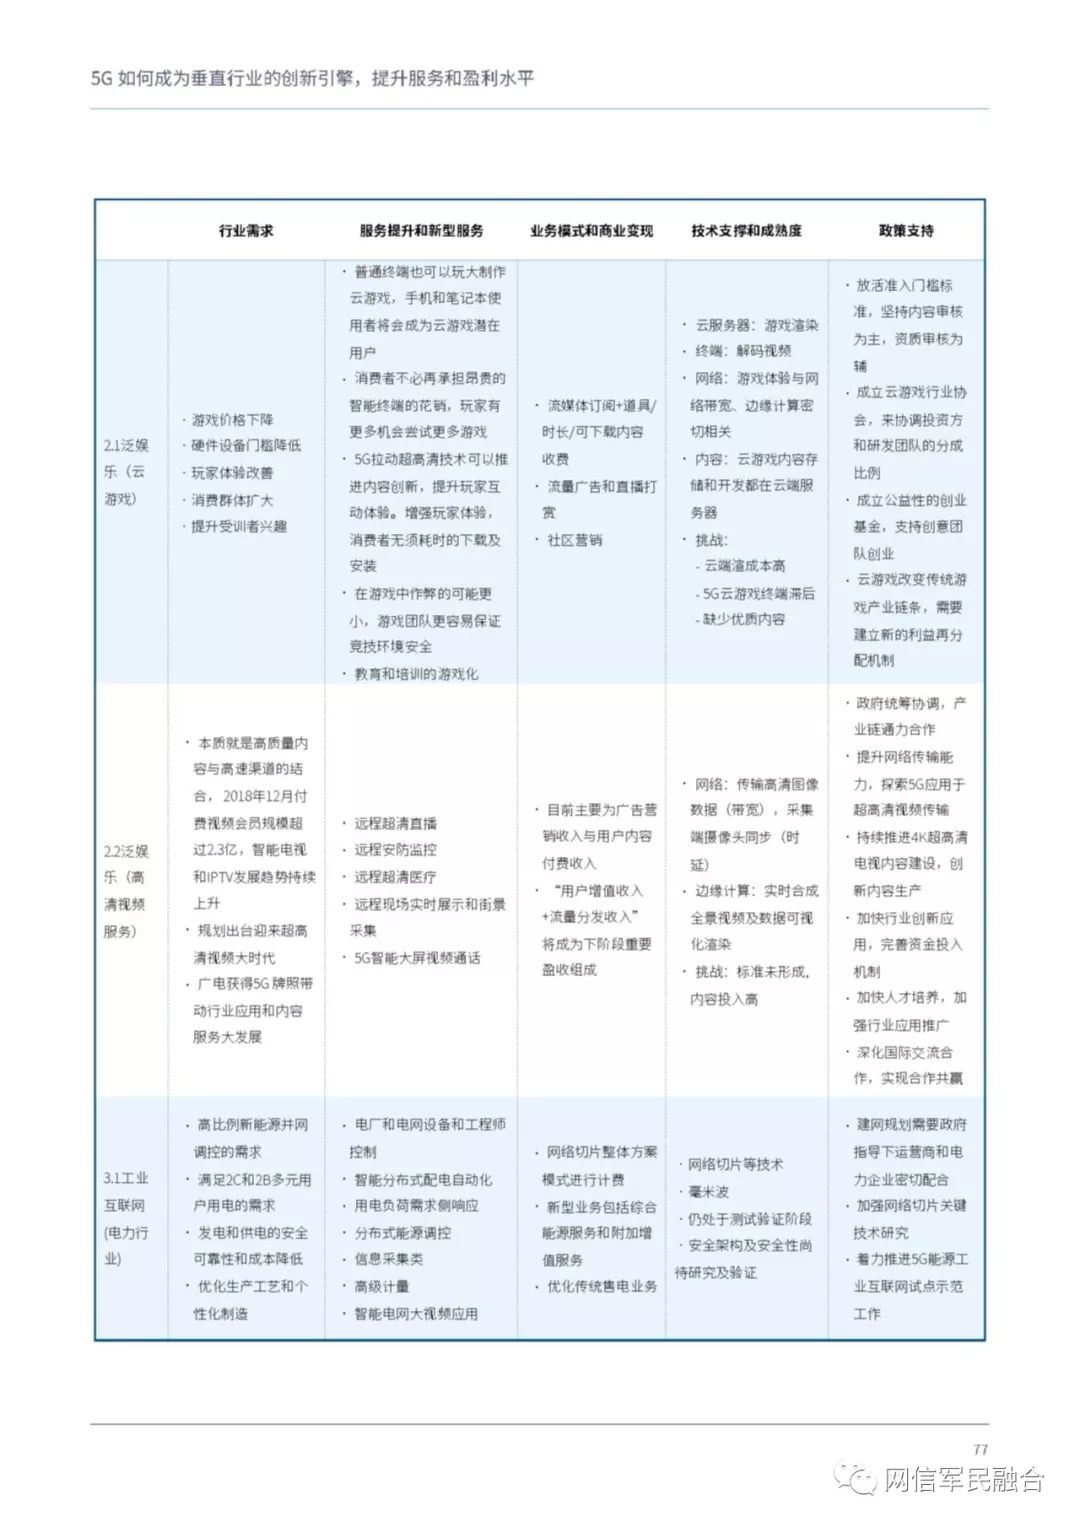 5G 如何成为垂直行业的创新引擎，提升服务和盈利水平
行业需求
服务提升和新型服务
业务模式和商业变现
技术支撑和成熟度
政策支持
2.1泛娱
乐（云
游戏）
· 游戏价格下降
· 硬件设备门槛降低
· 玩家体验改善
· 消费群体扩大
· 提升受训者兴趣
· 普通终端也可以玩大制作
云游戏，手机和笔记本使
用者将会成为云游戏潜在
用户
· 消费者不必再承担昂贵的
智能终端的花销，玩家有
更多机会尝试更多游戏
· 5G拉动超高清技术可以推
进内容创新，提升玩家互
动体验。增强玩家体验，
消费者无须耗时的下载及
安装
· 在游戏中作弊的可能更
小，游戏团队更容易保证
竞技环境安全
· 教育和培训的游戏化
· 流媒体订阅+道具/
时长/可下载内容
收费
· 流量广告和直播打
赏
· 社区营销
· 云服务器：游戏渲染
· 终端：解码视频
· 网络：游戏体验与网
络带宽、边缘计算密
切相关
· 内容：云游戏内容存
储和开发都在云端服
务器
· 挑战：
- 云端渲成本高
- 5G云游戏终端滞后
- 缺少优质内容
· 放活准入门槛标
准，坚持内容审核
为主，资质审核为
辅
· 成立云游戏行业协
会，来协调投资方
和研发团队的分成
比例
· 成立公益性的创业
基金，支持创意团
队创业
· 云游戏改变传统游
戏产业链条，需要
建立新的利益再分
配机制
2.2泛娱
乐（高
清视频
服务）
· 本质就是高质量内
容与高速渠道的结
合，2018年12月付
费视频会员规模超
过2.3亿，智能电视
和IPTV发展趋势持续
上升
· 规划出台迎来超高
清视频大时代
· 广电获得5G 牌照带
动行业应用和内容
服务大发展
· 远程超清直播
· 远程安防监控
· 远程超清医疗
· 远程现场实时展示和街景
采集
· 5G智能大屏视频通话
· 目前主要为广告营
销收入与用户内容
付费收入
· “用户增值收入
+流量分发收入”
将成为下阶段重要
盈收组成
· 网络：传输高清图像
数据（带宽），采集
端摄像头同步（时
延）
· 边缘计算：实时合成
全景视频及数据可视
化渲染
· 挑战：标准未形成，
内容投入高
· 政府统筹协调，产
业链通力合作
· 提升网络传输能
力，探索5G应用于
超高清视频传输
· 持续推进4K超高清
电视内容建设，创
新内容生产
· 加快行业创新应
用，完善资金投入
机制
· 加快人才培养，加
强行业应用推广
· 深化国际交流合
作，实现合作共赢
3.1工业
互联网
(电力行
业)
· 高比例新能源并网
调控的需求
· 满足2C和2B多元用
户用电的需求
· 发电和供电的安全
可靠性和成本降低
· 优化生产工艺和个
性化制造
· 电厂和电网设备和工程师
控制
· 智能分布式配电自动化
· 用电负荷需求侧响应
· 分布式能源调控
· 信息采集类
· 高级计量
· 智能电网大视频应用
· 网络切片整体方案
模式进行计费
· 新型业务包括综合
能源服务和附加增
值服务
· 优化传统售电业务
· 网络切片等技术
· 毫米波
· 仍处于测试验证阶段
· 安全架构及安全性尚
待研究及验证
· 建网规划需要政府
指导下运营商和电
力企业密切配合
· 加强网络切片关键
技术研究
· 着力推进5G能源工
业互联网试点示范
工作
77
网信军民融合